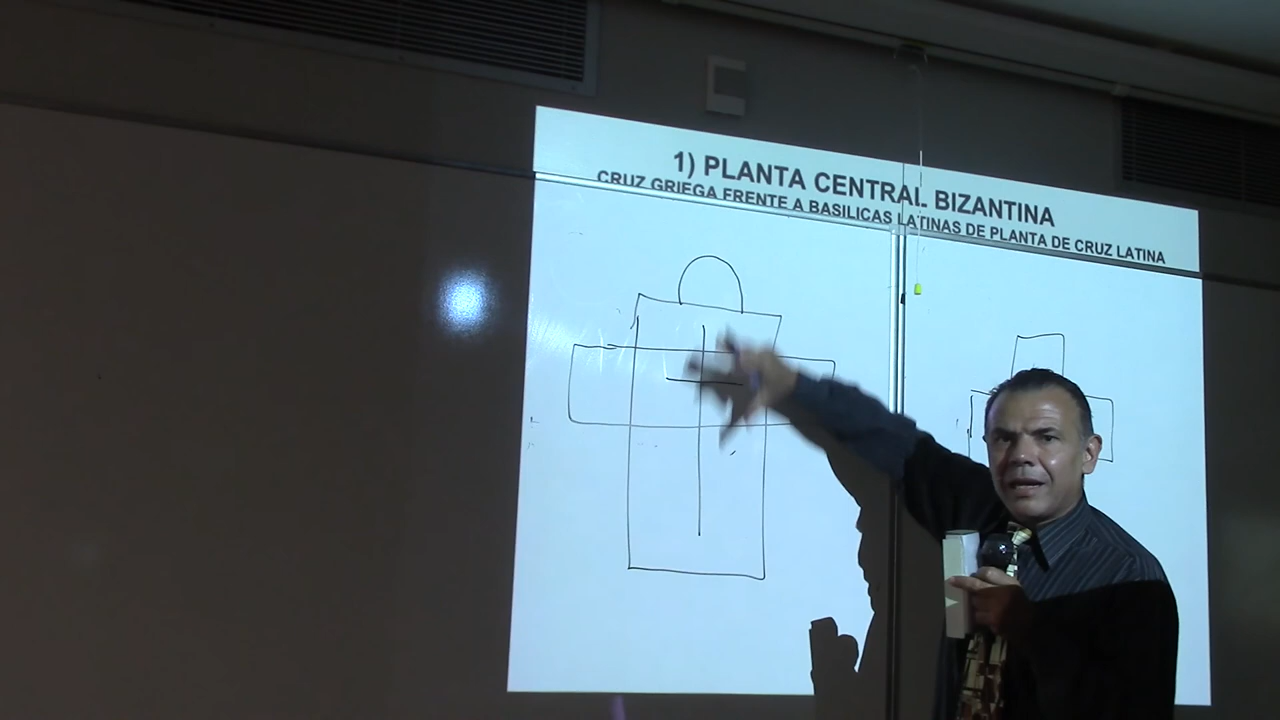 1) PLANTA CENTRAL BIZANTINA
CRUZ GRIEGA FRENTE A BASILICAS LATINAS DE PLANTA DE CRUZ LATINA